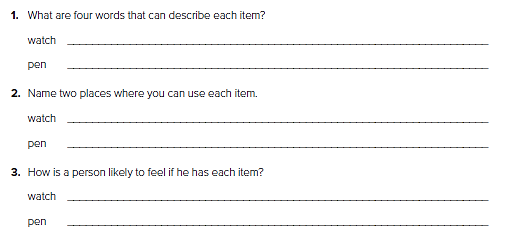 1. What are four words that can describe each item?
watch
pen
2. Name two places where you can use each item.
watch
pen
3. How is a person likely to feel if he has each item?
watch
pen